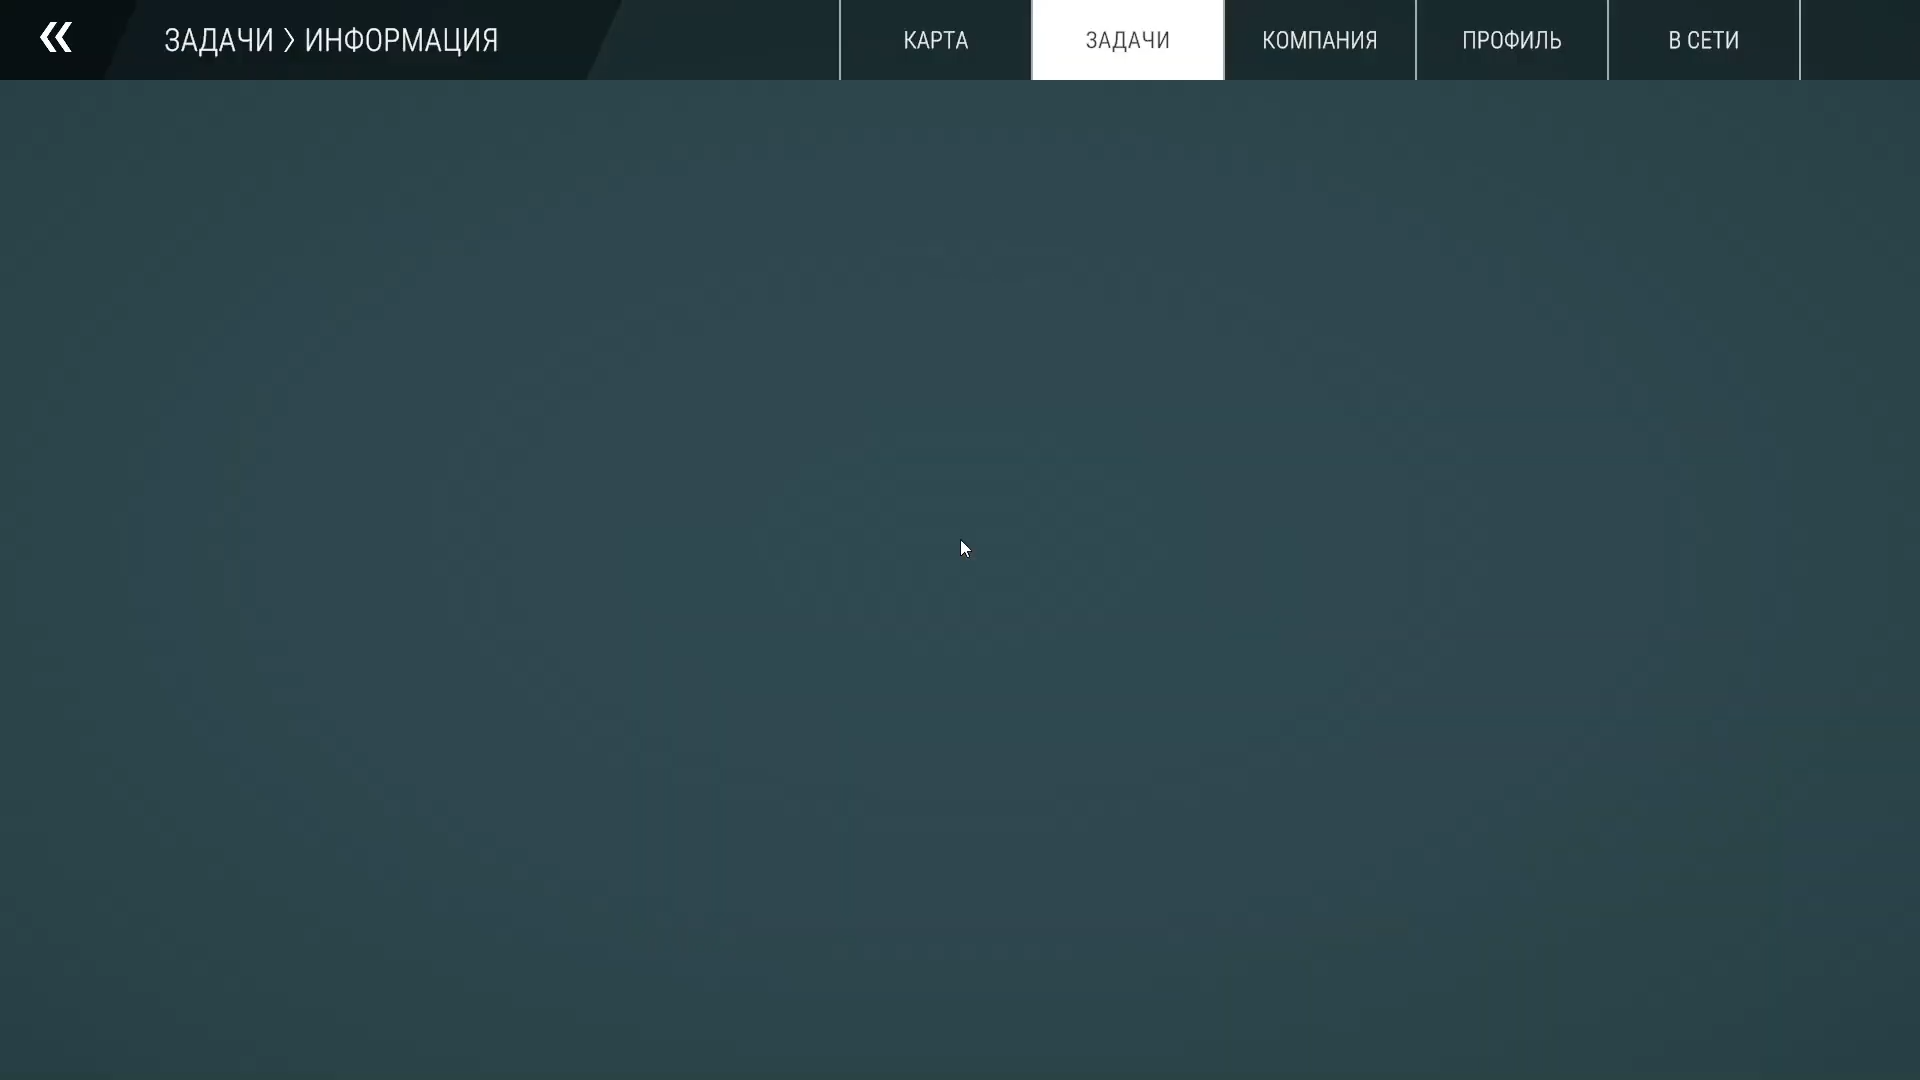 ЗАДАЧИ > ИНФОРМАЦИЯ
КАРТА
ЗАДАЧИ
КОМПАНИЯ
ПРОФИЛЬ
В СЕТИ